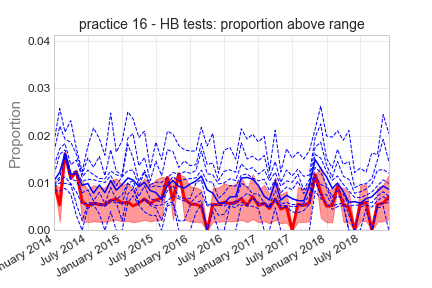 practice 16 - HB tests: proportion above range
0.04
0.03
0.02
0.01
0.00
Proportion
nuary 2014
July 2014
January 2015
July 2015
January 2016
July 2016
January 2017
July 2017
January 2018
July 2018